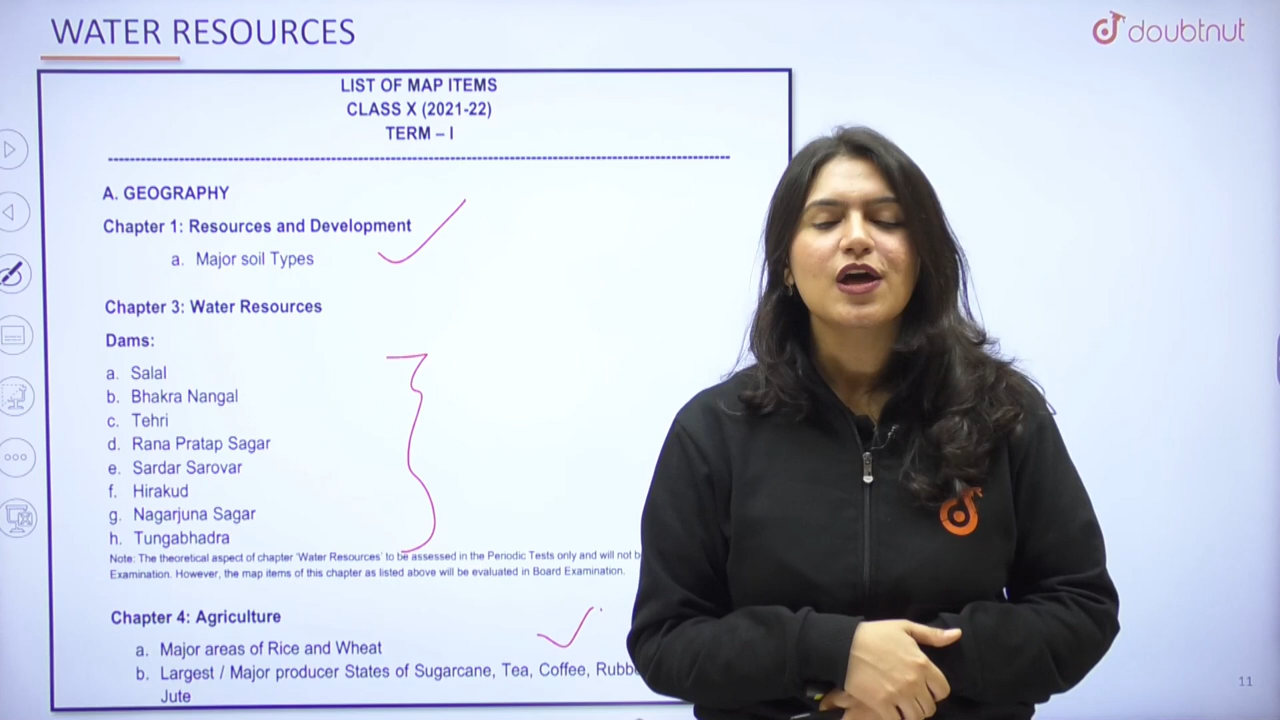 WATER RESOURCES
doubtnut
LIST OF MAP ITEMS
CLASS X (2021-22)
TERM – I
A. GEOGRAPHY
Chapter 1: Resources and Development
a. Major soil Types
Chapter 3: Water Resources
Dams:
a. Salal
b. Bhakra Nangal
c. Tehri
d. Rana Pratap Sagar
e. Sardar Sarovar
f. Hirakud
g. Nagarjuna Sagar
h. Tungabhadra
Note: The theoretical aspect of chapter 'Water Resources' to be assessed in the Periodic Tests only and will not
Examination. However, the map items of this chapter as listed above will be evaluated in Board Examination.
Chapter 4: Agriculture
a. Major areas of Rice and Wheat
b. Largest / Major producer States of Sugarcane, Tea, Coffee,
Jute
11